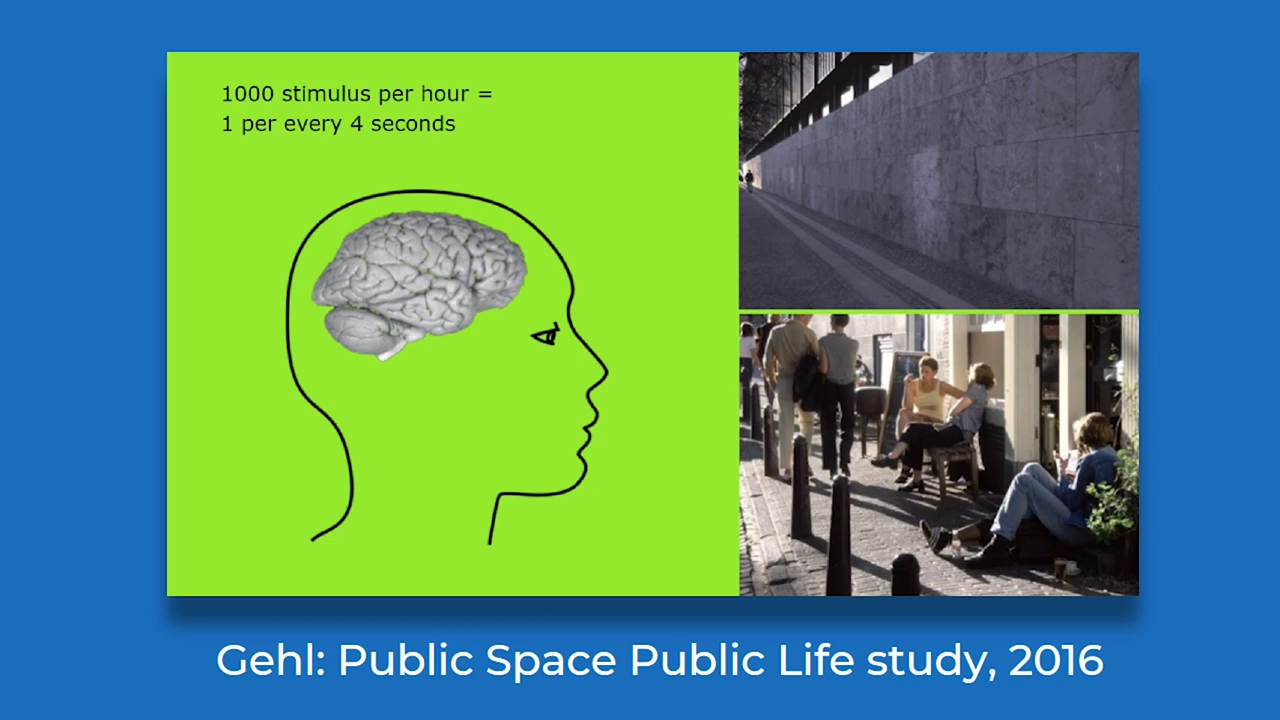 1000 stimulus per hour =
1 per every 4 seconds
Gehl: Public Space Public Life study, 2016